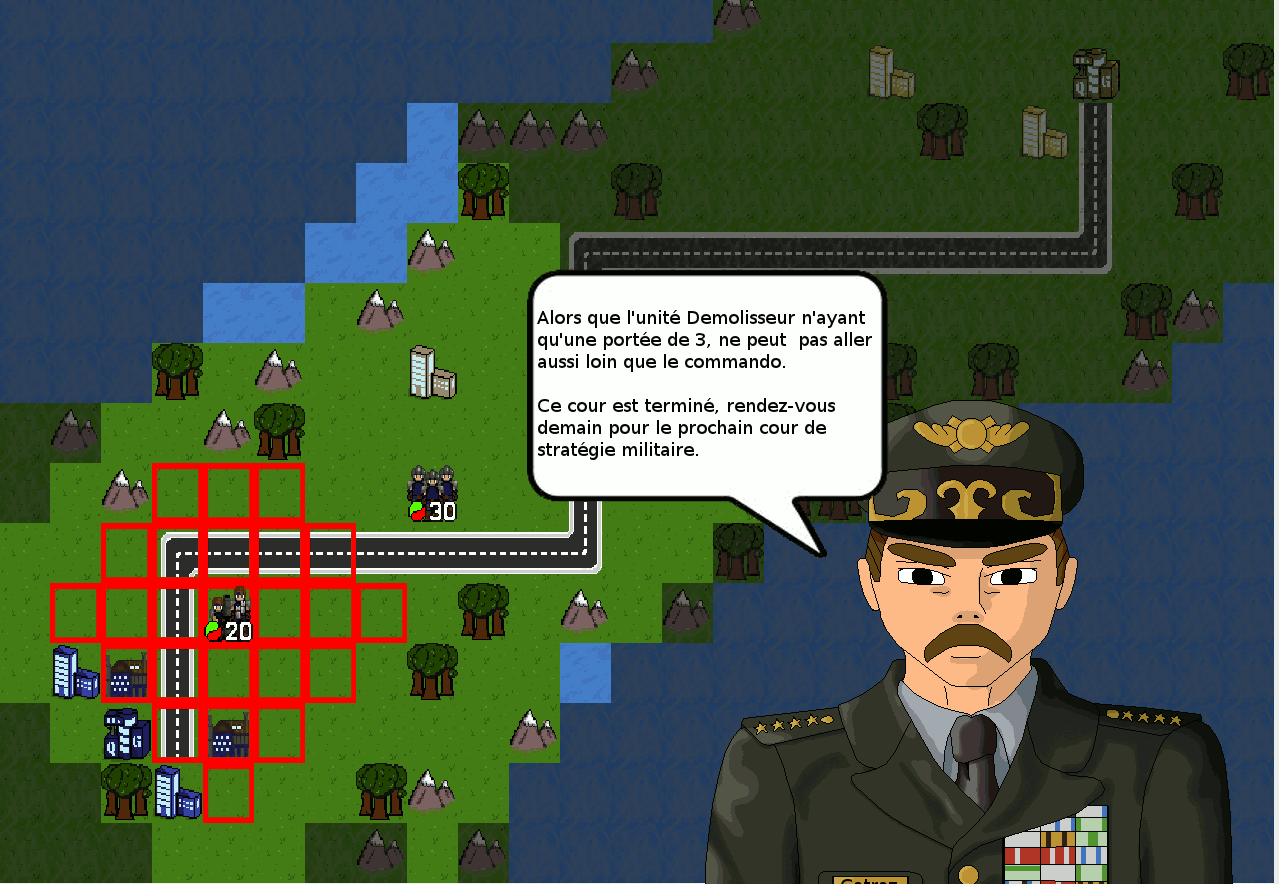 Alors que l'unité Demolisseur n'ayant
qu'une portée de 3, ne peut  pas aller
aussi loin que le commando.
Ce cour est terminé, rendez-vous
demain pour le prochain cour de
stratégie militaire.
Q G
30
20
Q G